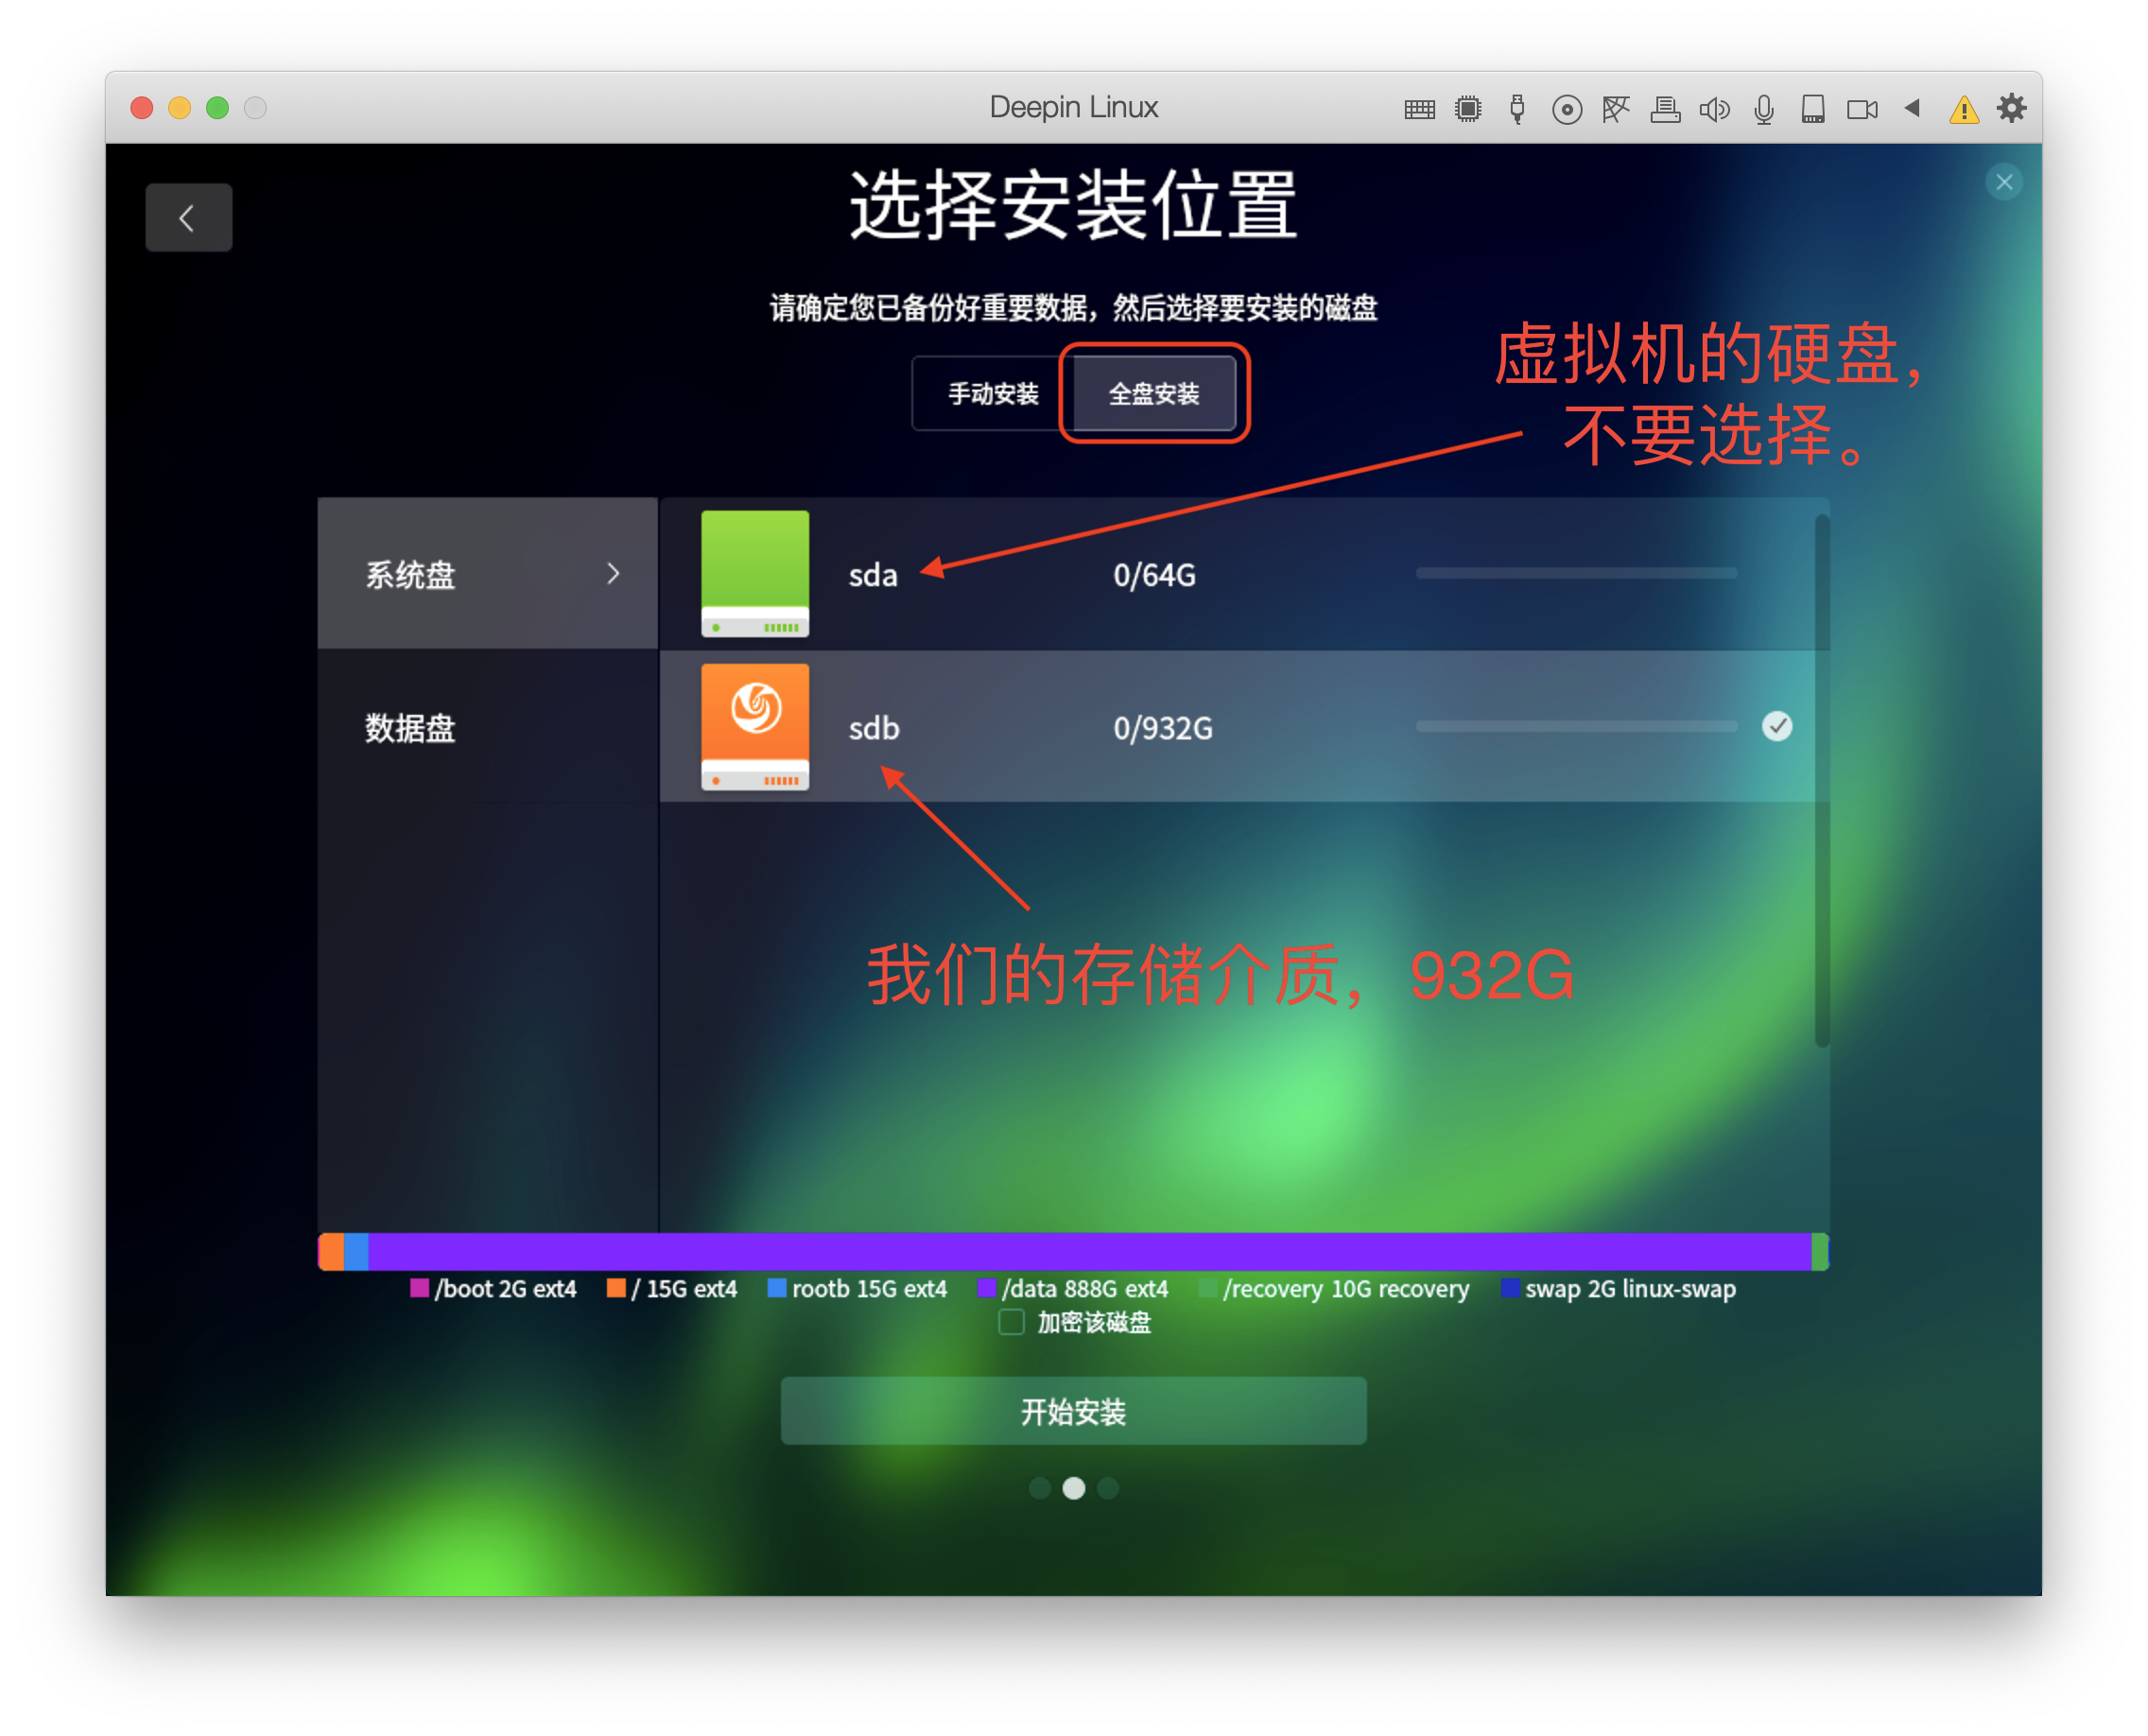 Deepin Linux
选择安装位置
请确定您已备份好重要数据，然后选择要安装的磁盘
手动安装
全盘安装
虚拟机的硬盘，
不要选择。
系统盘
sda
0/64G
数据盘
sdb
0/932G
我们的存储介质，932G
/boot 2G ext4
/ 15G ext4
rootb 15G ext4
/data 888G ext4
/recovery 10G recovery
swap 2G linux-swap
加密该磁盘
开始安装